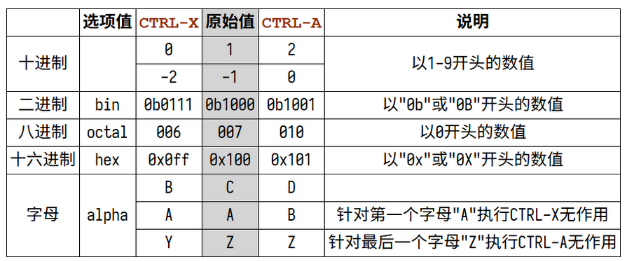 选项值 CTRL-X 原始值 CTRL-A 说明
十进制 0 1 2 以1-9开头的数值
-2 -1 0
二进制 bin 0b0111 0b1000 0b1001 以"0b"或"0B"开头的数值
八进制 octal 006 007 010 以0开头的数值
十六进制 hex 0x0ff 0x100 0x101 以"0x"或"0X"开头的数值
字母 alpha B C D
A A B 针对第一个字母"A"执行CTRL-X无作用
Y Z Z 针对最后一个字母"Z"执行CTRL-A无作用